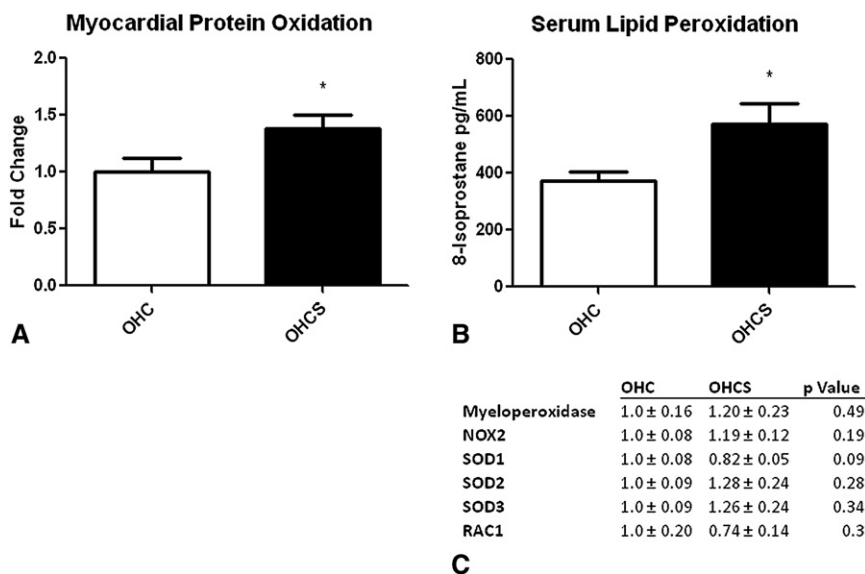 Myocardial Protein Oxidation
Fold Change
2.0
1.5
1.0
0.5
0.0
*
OHC
OHCS
A
Serum Lipid Peroxidation
8-Isoprostane pg/mL
800
600
400
200
0
*
OHC
OHCS
B
OHC OHCS p Value
Myeloperoxidase 1.0 ± 0.16 1.20 ± 0.23 0.49
NOX2 1.0 ± 0.08 1.19 ± 0.12 0.19
SOD1 1.0 ± 0.08 0.82 ± 0.05 0.09
SOD2 1.0 ± 0.09 1.28 ± 0.24 0.28
SOD3 1.0 ± 0.09 1.26 ± 0.24 0.34
RAC1 1.0 ± 0.20 0.74 ± 0.14 0.3
C